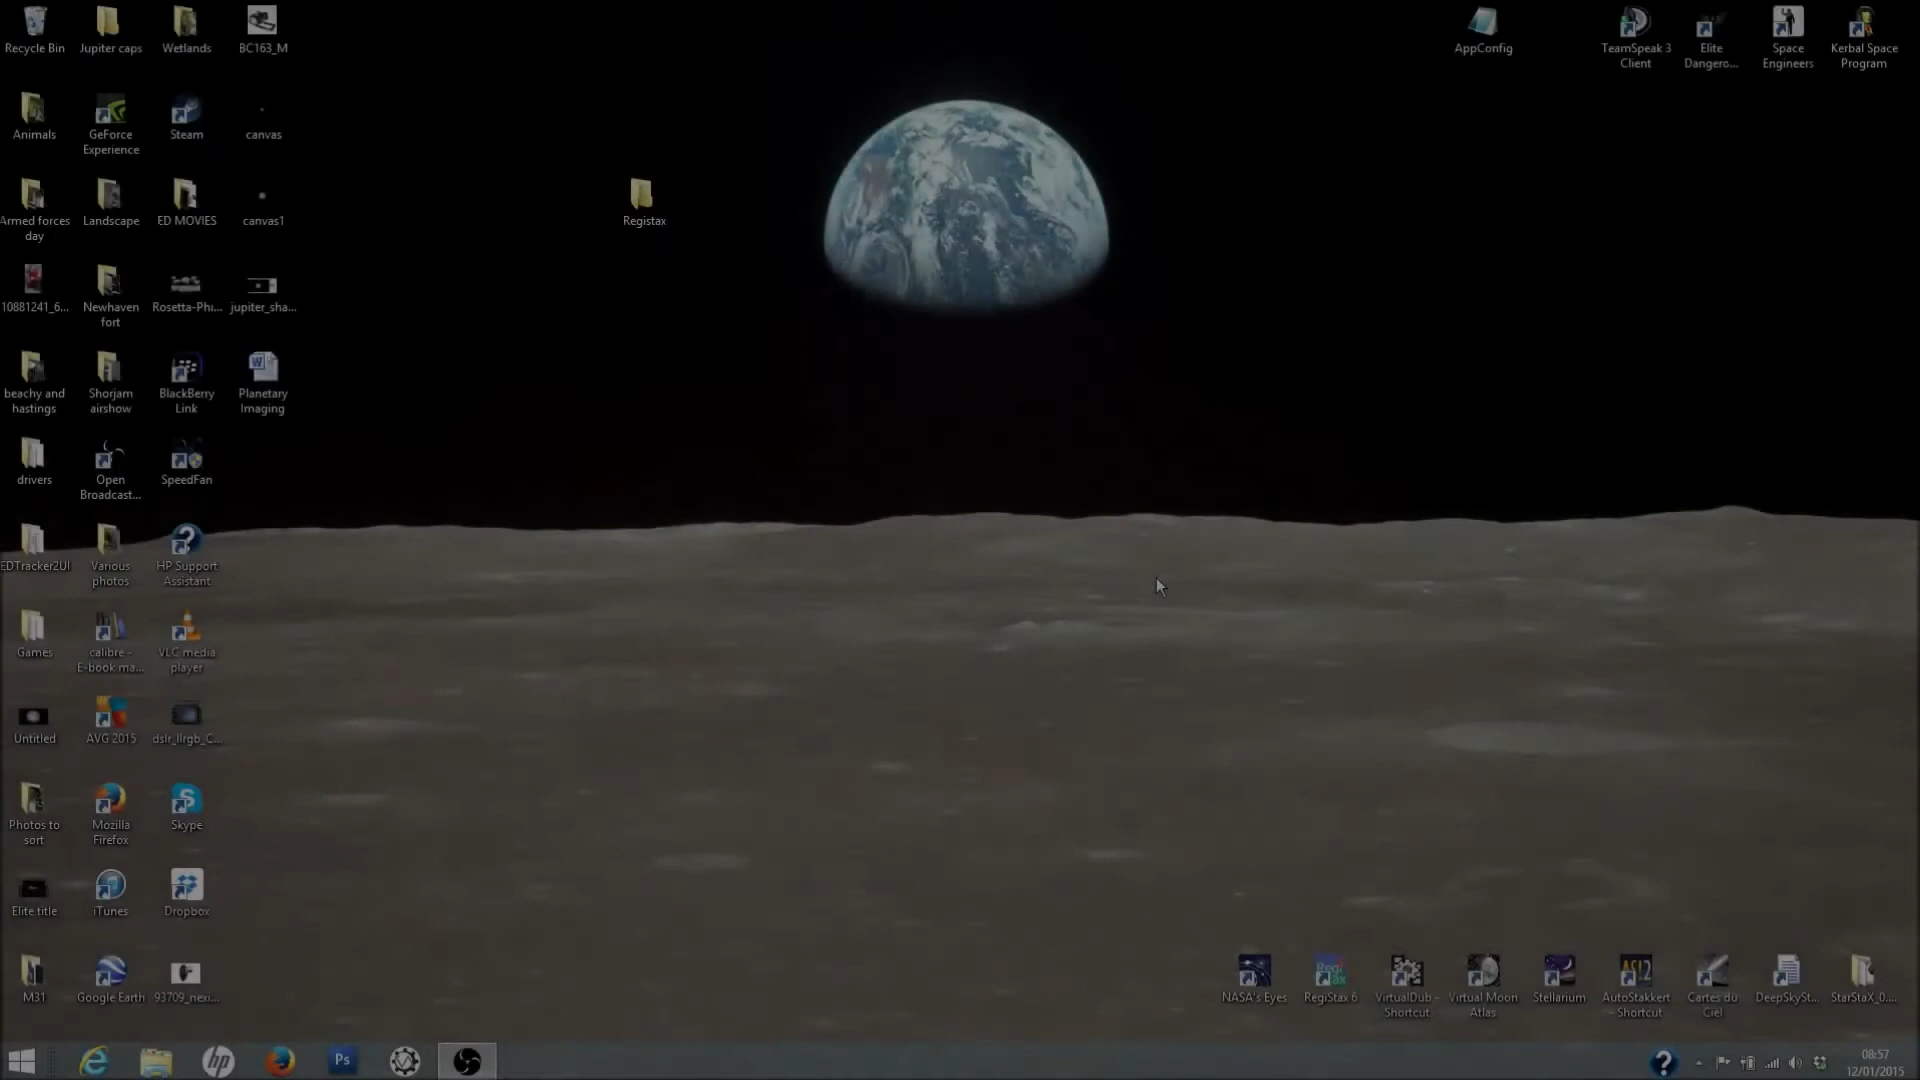 Recycle Bin
Jupiter caps
Wetlands
BC163_M
AppConfig
TeamSpeak 3
Client
Elite
Dangero...
Space
Engineers
Kerbal Space
Program
Animals
GeForce
Experience
Steam
canvas
Armed forces
day
Landscape
ED MOVIES
canvas1
Registax
10881241_6...
Newhaven
fort
Rosetta-Phi...
jupiter_sha...
beachy and
hastings
Shorjam
airshow
BlackBerry
Link
Planetary
Imaging
drivers
Open
Broadcast...
SpeedFan
EDTracker2UI
Various
photos
HP Support
Assistant
Games
calibre -
E-book ma...
VLC media
player
Untitled
AVG 2015
dslr_llrgb_C...
Photos to
sort
Mozilla
Firefox
Skype
Elite title
iTunes
Dropbox
M31
Google Earth
93709_nexi...
NASA's Eyes
RegiStax 6
VirtualDub -
Shortcut
Virtual Moon
Atlas
Stellarium
AS!2
AutoStakkert
- Shortcut
Cartes du
Ciel
DeepSkySt...
StarStaX_0....
hp
Ps
08:57
12/01/2015